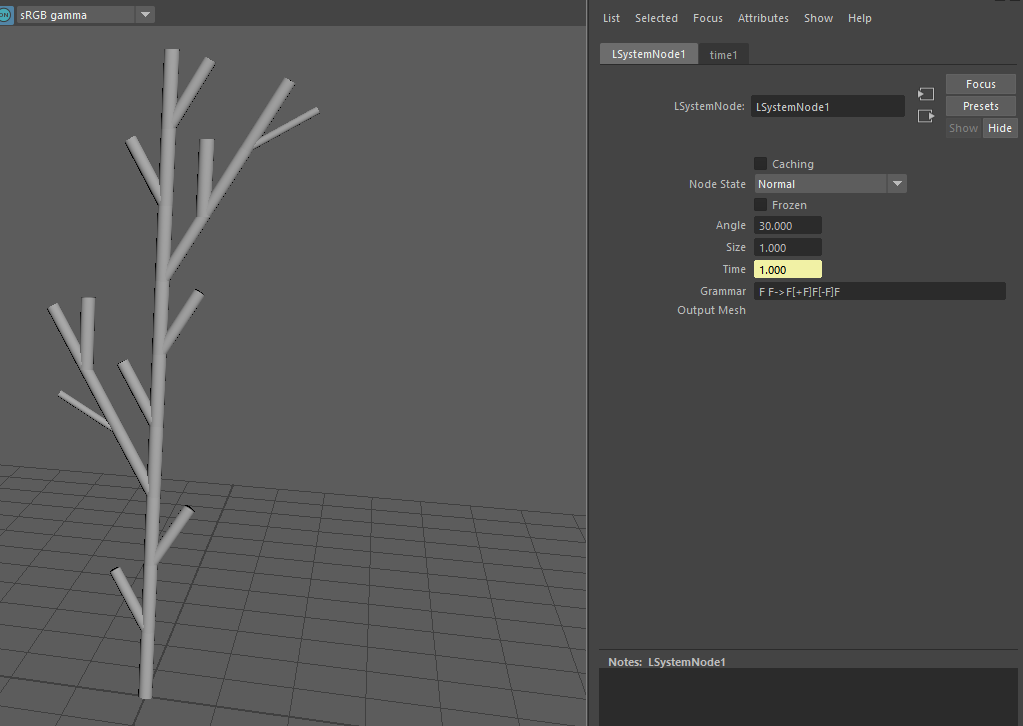 ON sRGB gamma
List Selected Focus Attributes Show Help
LSystemNode1 time1
Focus
LSystemNode: LSystemNode1
Presets
Show Hide
Caching
Node State Normal
Frozen
Angle 30.000
Size 1.000
Time 1.000
Grammar F F->F[+F]F[-F]F
Output Mesh
Notes: LSystemNode1